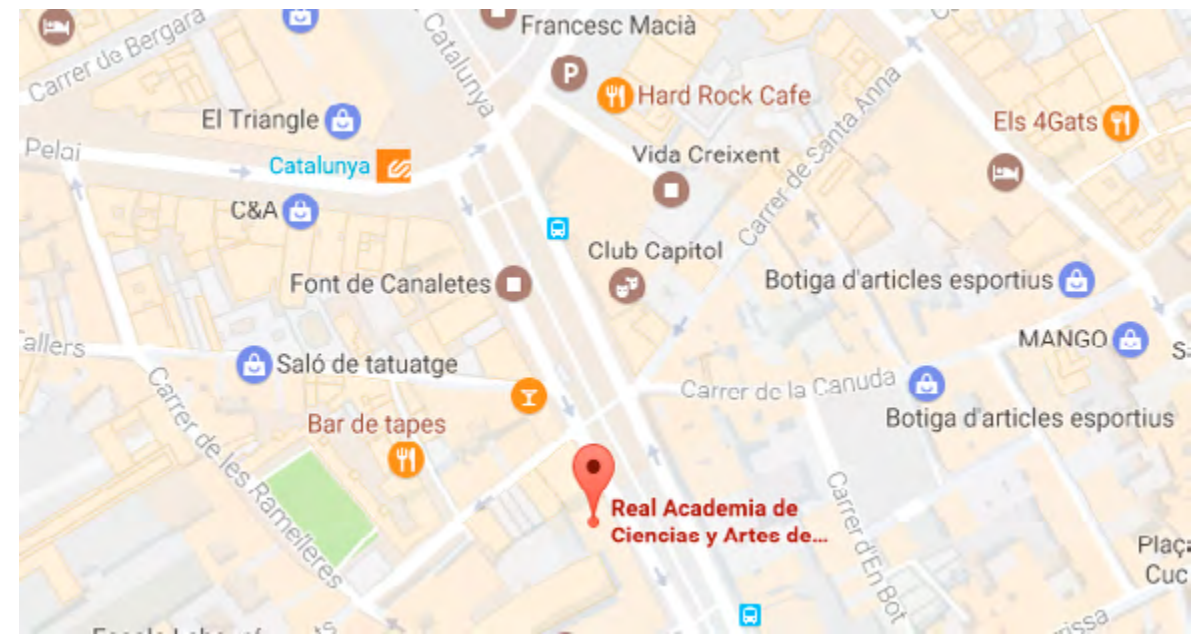 Francesc Macià
Carrer de Bergara
Catalunya
P
Hard Rock Cafe
El Triangle
Els 4Gats
Pelai
Catalunya
Vida Creixent
Carrer de Santa Anna
C&A
Club Capitol
Font de Canaletes
Botiga d'articles esportius
MANGO
allers
Saló de tatuatge
Carrer de la Canuda
Botiga d'articles esportius
Bar de tapes
Carrer de les Ramelleres
Real Academia de
Ciencias y Artes de...
Carrer d'En Bot
Plaça
Cuc
rissa